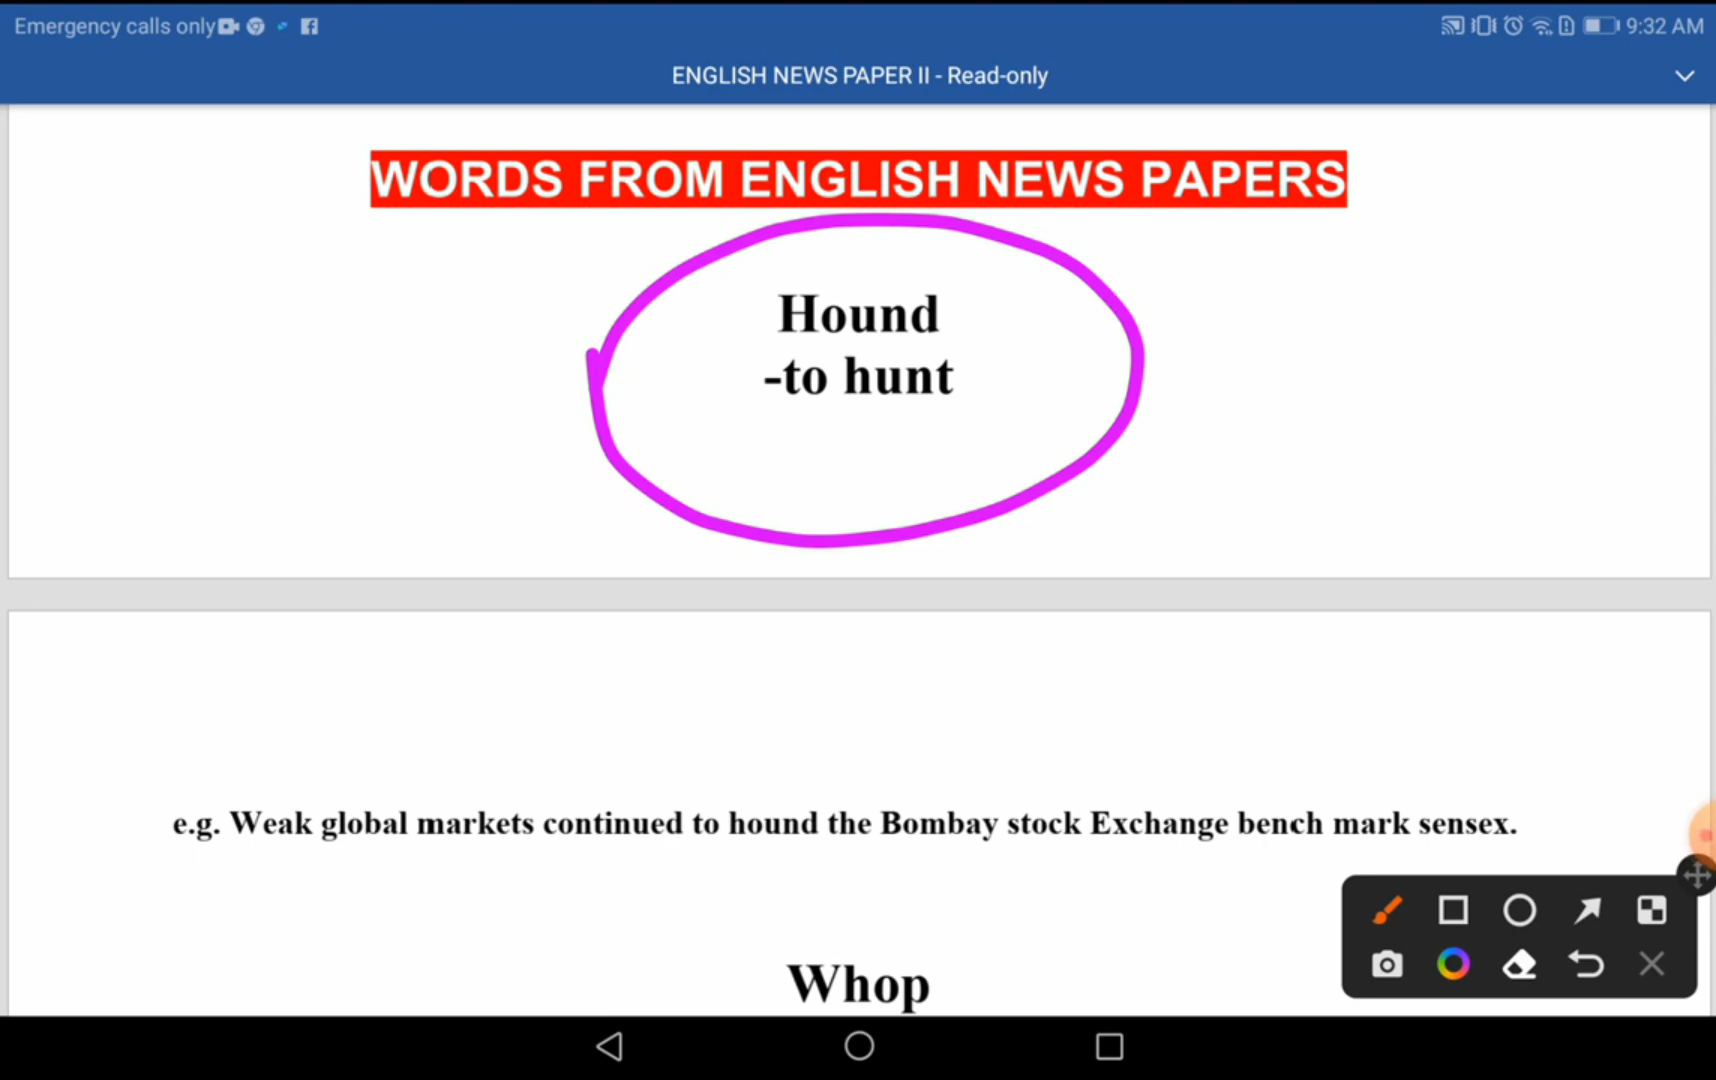 Emergency calls only
9:32 AM
ENGLISH NEWS PAPER II - Read-only
WORDS FROM ENGLISH NEWS PAPERS
Hound
-to hunt
e.g. Weak global markets continued to hound the Bombay stock Exchange bench mark sensex.
Whop